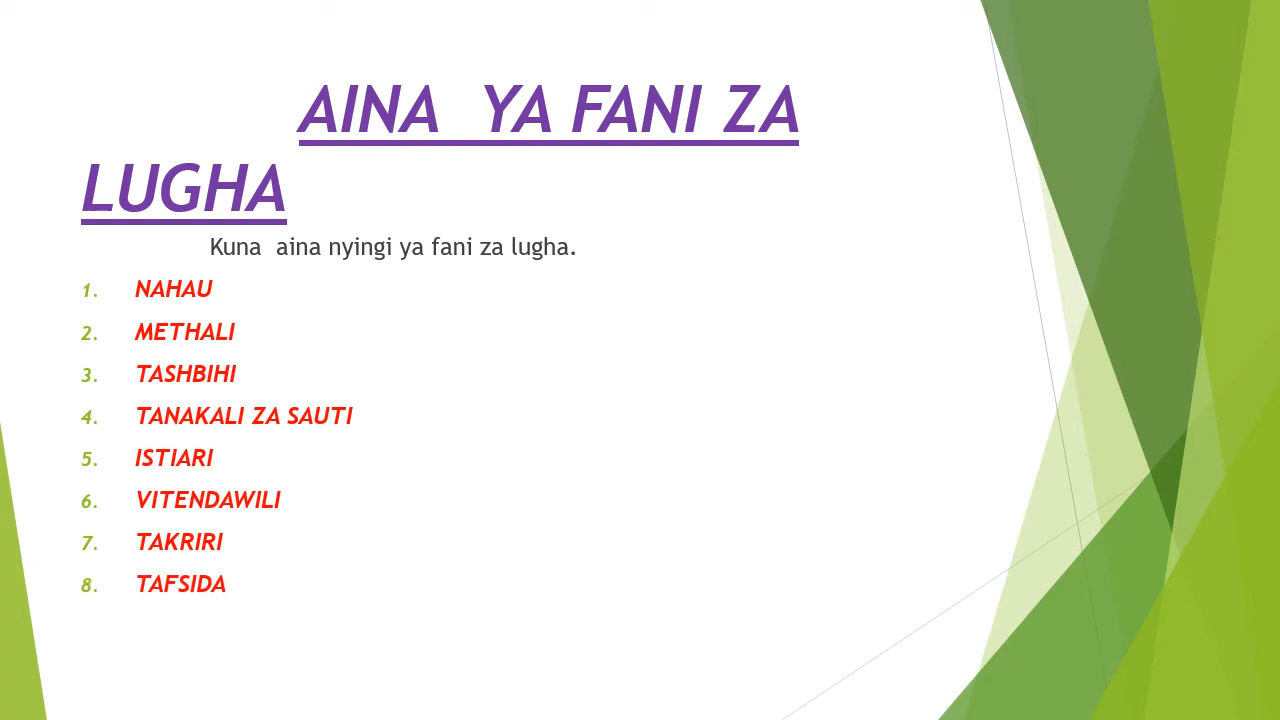 AINA YA FANI ZA
LUGHA
Kuna aina nyingi ya fani za lugha.
1. NAHAU
2. METHALI
3. TASHBIHI
4. TANAKALI ZA SAUTI
5. ISTIARI
6. VITENDAWILI
7. TAKRIRI
8. TAFSIDA